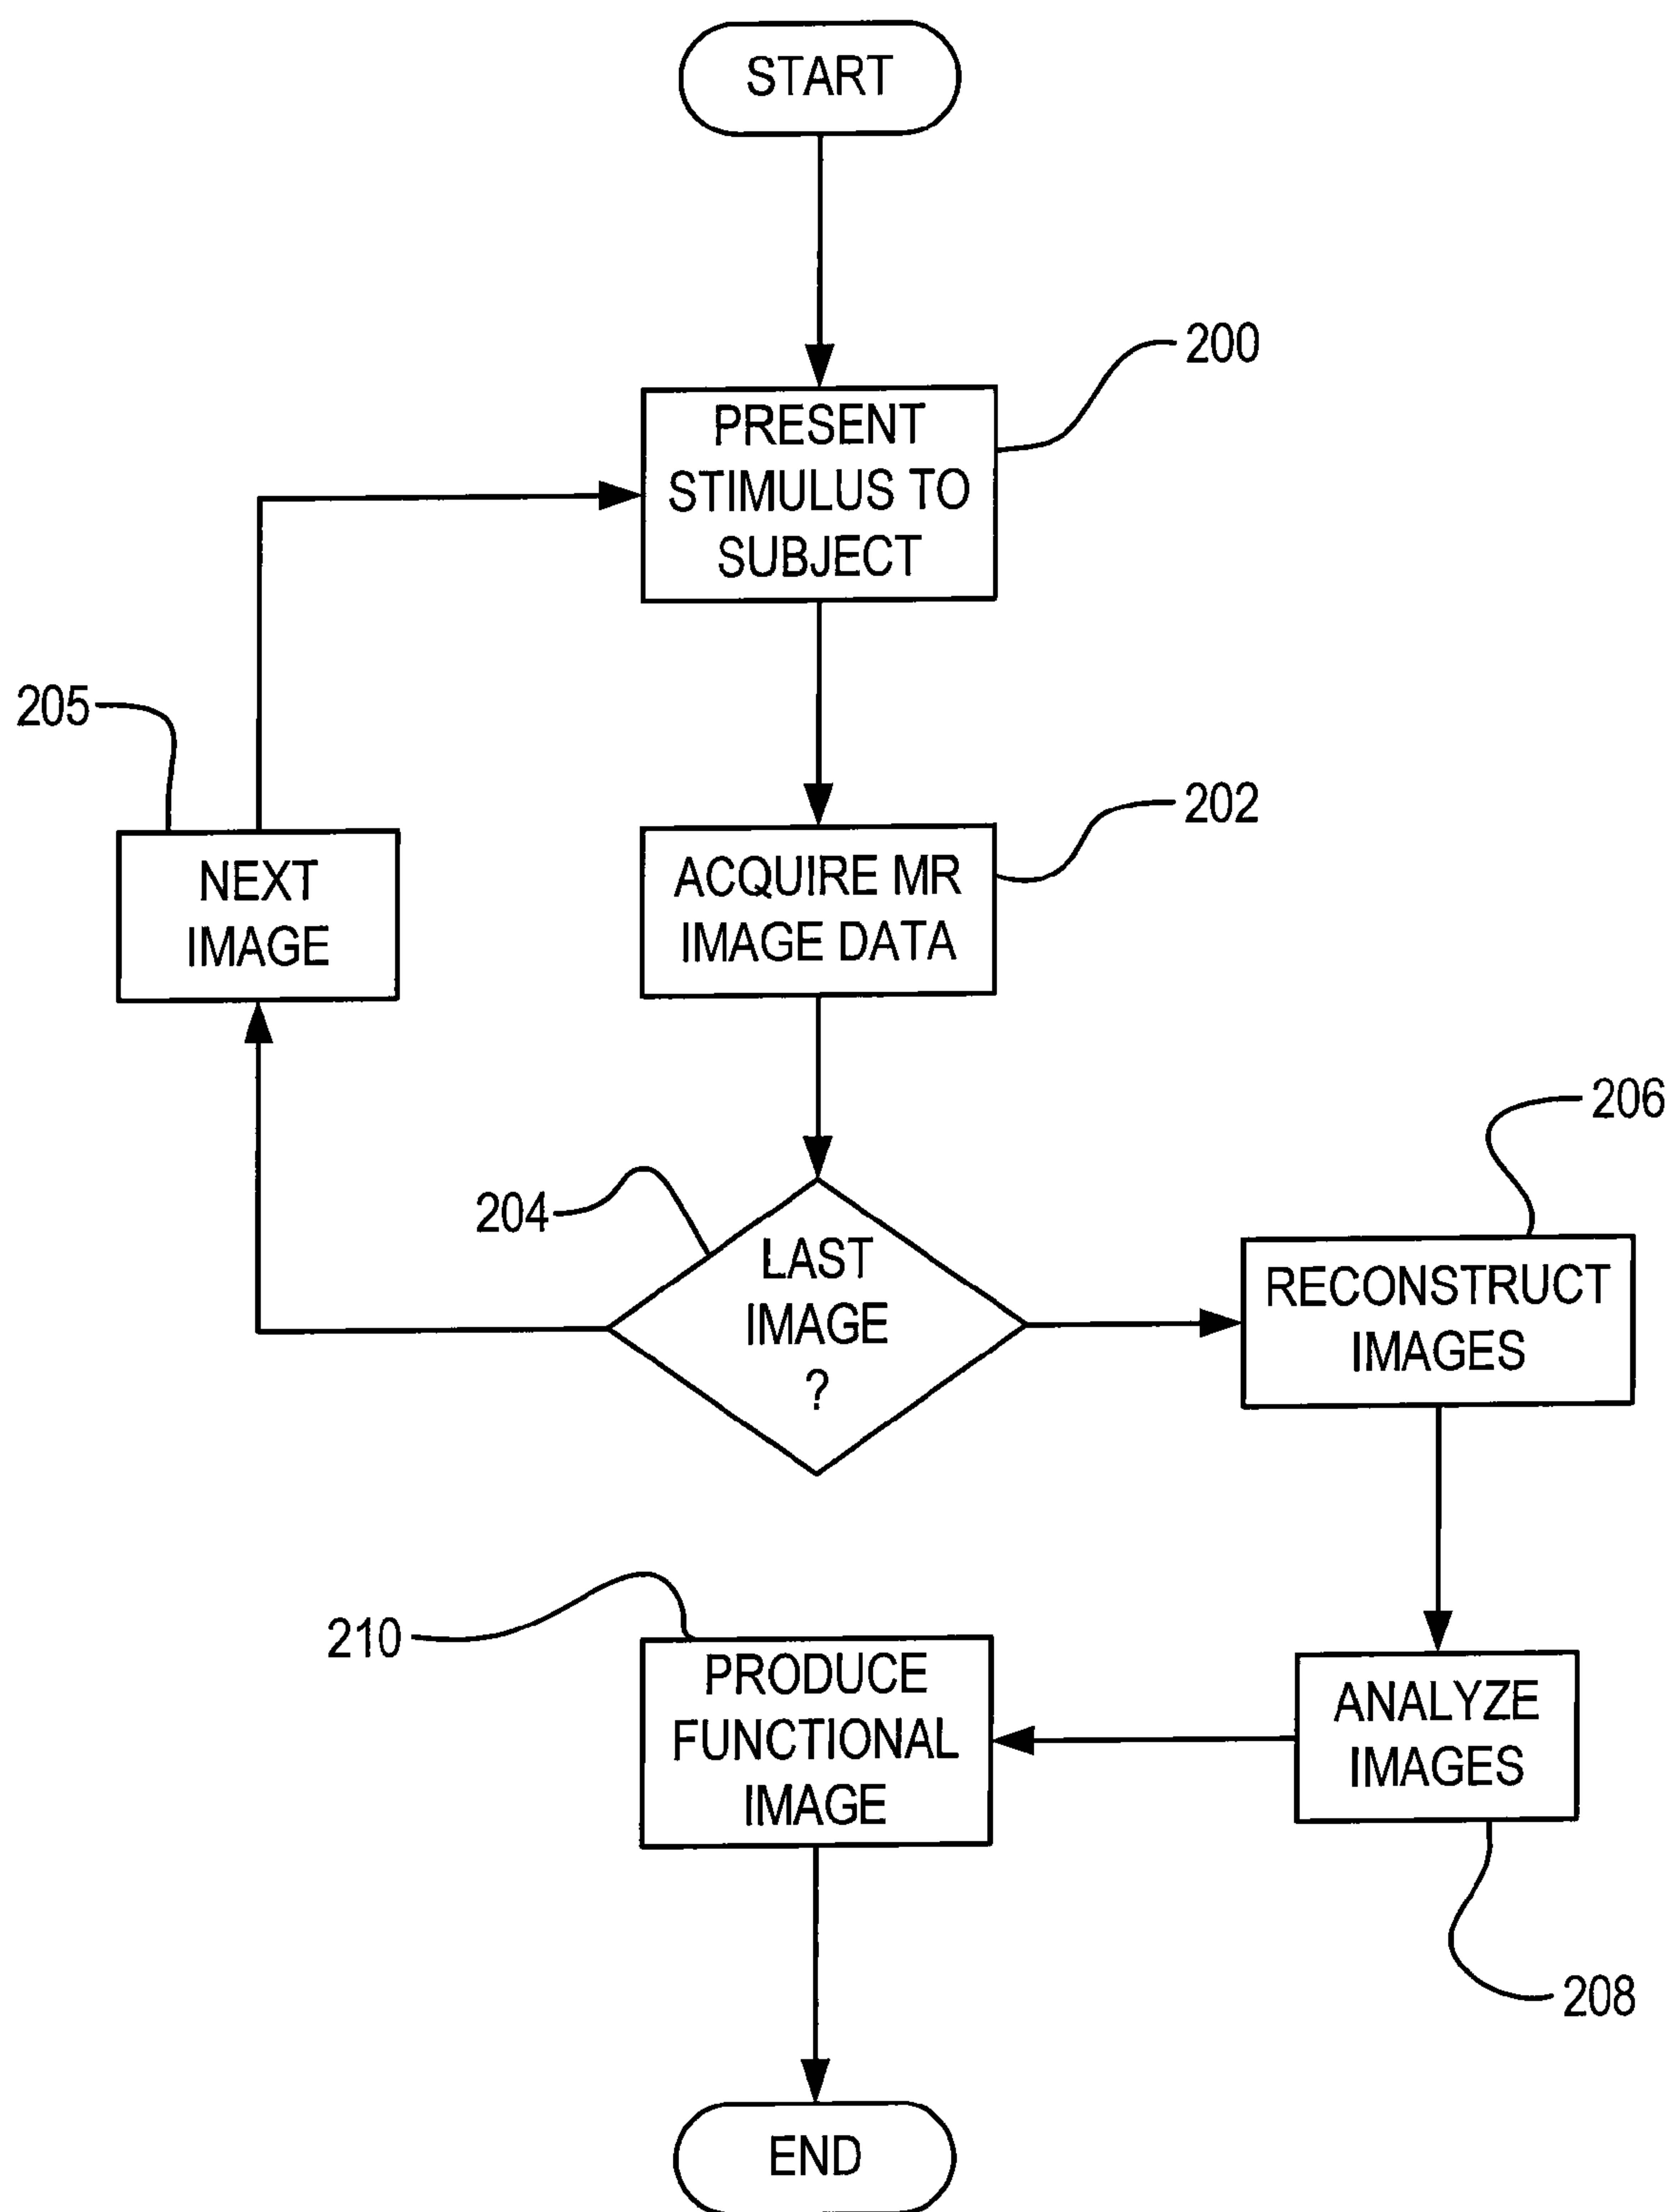 START
200
PRESENT
STIMULUS TO
SUBJECT
205
202
NEXT
IMAGE
ACQUIRE MR
IMAGE DATA
206
204
LAST
IMAGE
?
RECONSTRUCT
IMAGES
210
PRODUCE
FUNCTIONAL
IMAGE
ANALYZE
IMAGES
208
END